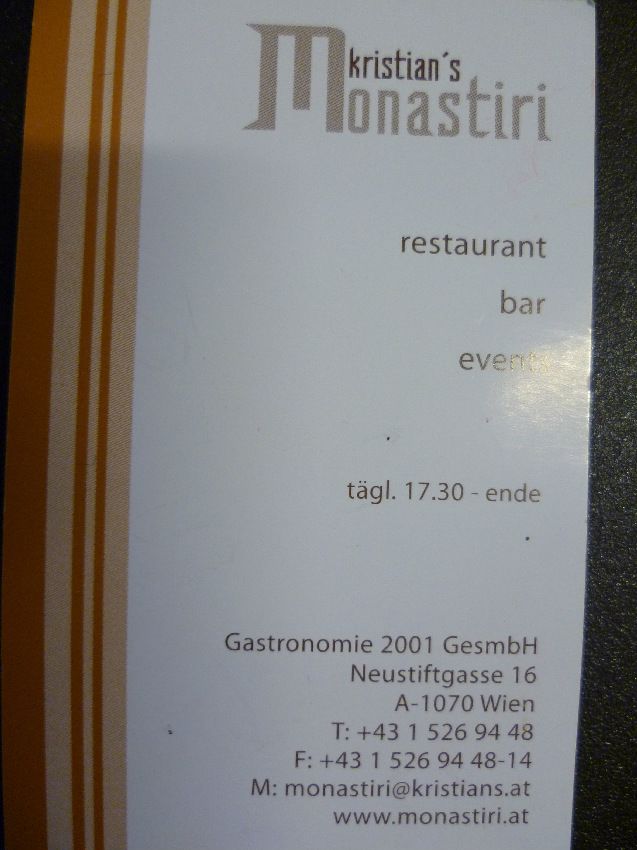 kristian´s
Monastiri
restaurant
bar
events
tägl. 17.30 - ende
Gastronomie 2001 GesmbH
Neustiftgasse 16
A-1070 Wien
T: +43 1 526 94 48
F: +43 1 526 94 48-14
M: monastiri@kristians.at
www.monastiri.at